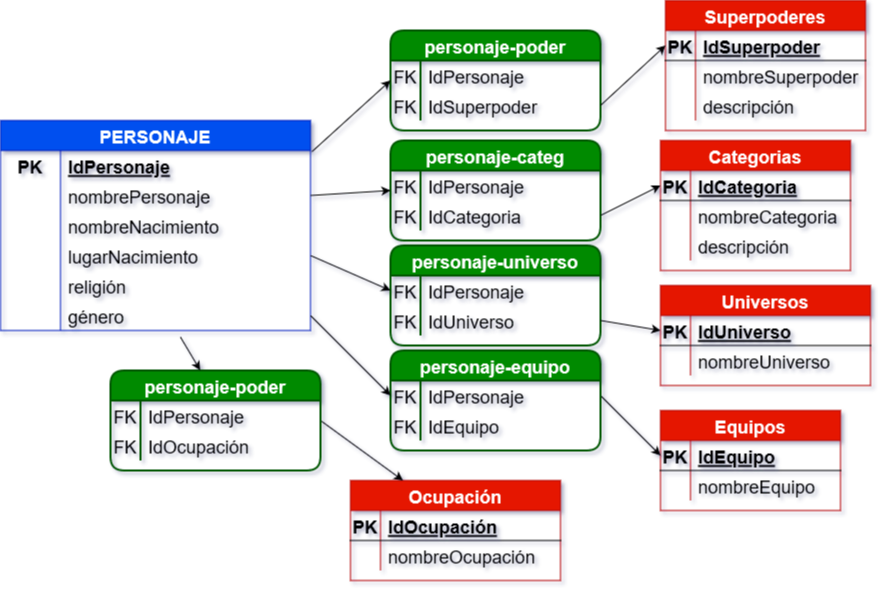 PERSONAJE
PK IdPersonaje
nombrePersonaje
nombreNacimiento
lugarNacimiento
religión
género
personaje-poder
FK IdPersonaje
FK IdSuperpoder
Superpoderes
PK IdSuperpoder
nombreSuperpoder
descripción
personaje-categ
FK IdPersonaje
FK IdCategoria
Categorias
PK IdCategoria
nombreCategoria
descripción
personaje-universo
FK IdPersonaje
FK IdUniverso
Universos
PK IdUniverso
nombreUniverso
personaje-equipo
FK IdPersonaje
FK IdEquipo
Equipos
PK IdEquipo
nombreEquipo
personaje-poder
FK IdPersonaje
FK IdOcupación
Ocupación
PK IdOcupación
nombreOcupación